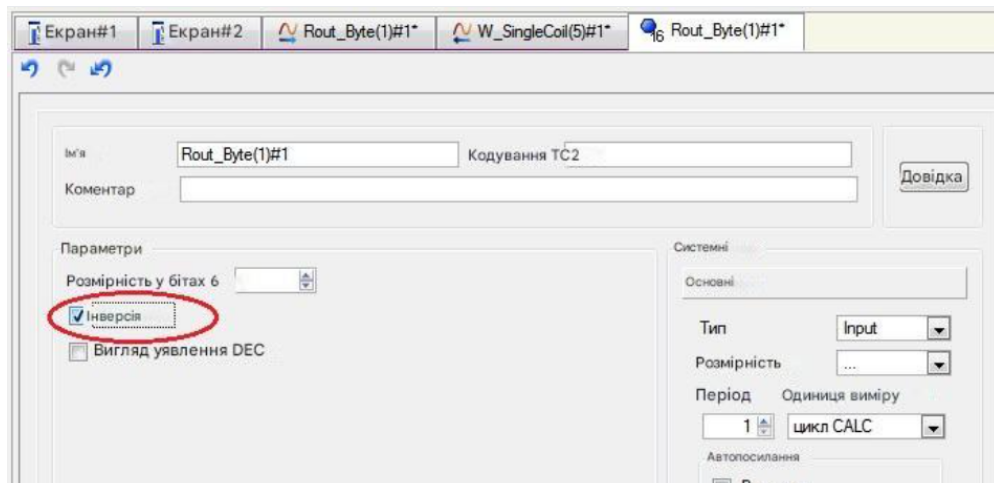 Екран#1 Екран#2 Rout_Byte(1)#1* W_SingleCoil(5)#1* 16 Rout_Byte(1)#1*
Ім'я Rout_Byte(1)#1 Кодування TC2
Коментар
Довідка
Параметри
Розмірність у бітах 6
Інверсія
Вигляд уявлення DEC
Системні
Основні
Тип Input
Розмірність ...
Період Одиниця виміру
1 цикл CALC
Автопосилання